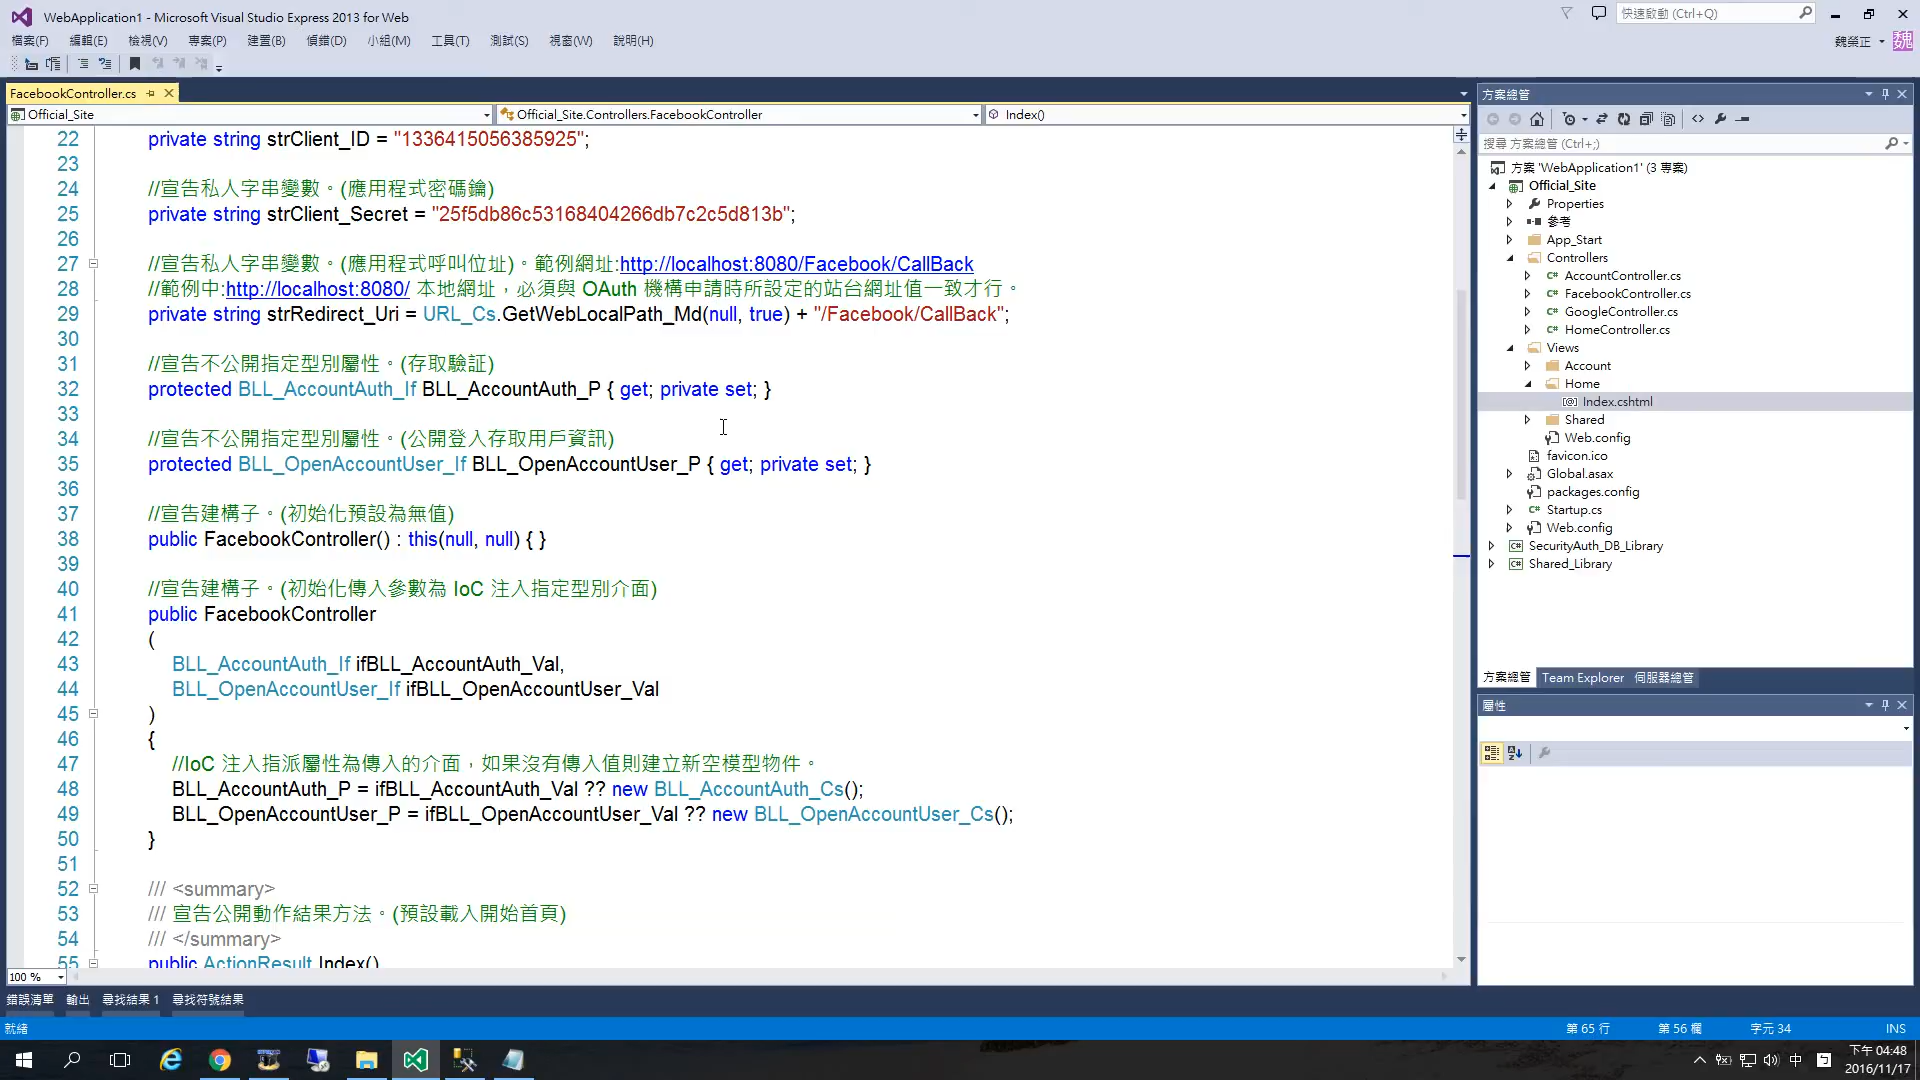 WebApplication1 - Microsoft Visual Studio Express 2013 for Web
快速啟動 (Ctrl+Q)
檔案(F) 編輯(E) 檢視(V) 專案(P) 建置(B) 偵錯(D) 小組(M) 工具(T) 測試(S) 視窗(W) 說明(H)
魏榮正 魏
FacebookController.cs
Official_Site Official_Site.Controllers.FacebookController Index()
22 private string strClient_ID = "1336415056385925";
23
24 //宣告私人字串變數。(應用程式密碼鑰)
25 private string strClient_Secret = "25f5db86c53168404266db7c2c5d813b";
26
27 //宣告私人字串變數。(應用程式呼叫位址)。範例網址:http://localhost:8080/Facebook/CallBack
28 //範例中:http://localhost:8080/ 本地網址，必須與 OAuth 機構申請時所設定的站台網址值一致才行。
29 private string strRedirect_Uri = URL_Cs.GetWebLocalPath_Md(null, true) + "/Facebook/CallBack";
30
31 //宣告不公開指定型別屬性。(存取驗証)
32 protected BLL_AccountAuth_If BLL_AccountAuth_P { get; private set; }
33
34 //宣告不公開指定型別屬性。(公開登入存取用戶資訊)
35 protected BLL_OpenAccountUser_If BLL_OpenAccountUser_P { get; private set; }
36
37 //宣告建構子。(初始化預設為無值)
38 public FacebookController() : this(null, null) { }
39
40 //宣告建構子。(初始化傳入參數為 IoC 注入指定型別介面)
41 public FacebookController
42 (
43 BLL_AccountAuth_If ifBLL_AccountAuth_Val,
44 BLL_OpenAccountUser_If ifBLL_OpenAccountUser_Val
45 )
46 {
47 //IoC 注入指派屬性為傳入的介面，如果沒有傳入值則建立新空模型物件。
48 BLL_AccountAuth_P = ifBLL_AccountAuth_Val ?? new BLL_AccountAuth_Cs();
49 BLL_OpenAccountUser_P = ifBLL_OpenAccountUser_Val ?? new BLL_OpenAccountUser_Cs();
50 }
51
52 /// <summary>
53 /// 宣告公開動作結果方法。(預設載入開始首頁)
54 /// </summary>
55 public ActionResult Index()
100 %
方案總管
搜尋 方案總管 (Ctrl+;)
方案 'WebApplication1' (3 專案)
Official_Site
Properties
參考
App_Start
Controllers
C# AccountController.cs
C# FacebookController.cs
C# GoogleController.cs
C# HomeController.cs
Views
Account
Home
Index.cshtml
Shared
Web.config
favicon.ico
Global.asax
packages.config
C# Startup.cs
Web.config
C# SecurityAuth_DB_Library
C# Shared_Library
方案總管 Team Explorer 伺服器總管
屬性
錯誤清單 輸出 尋找結果 1 尋找符號結果
就緒 第 65 行 第 56 欄 字元 34 INS
中
下午 04:48
2016/11/17